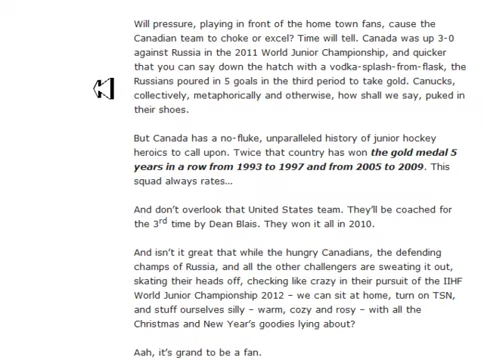 Will pressure, playing in front of the home town fans, cause the
Canadian team to choke or excel? Time will tell. Canada was up 3-0
against Russia in the 2011 World Junior Championship, and quicker
that you can say down the hatch with a vodka-splash-from-flask, the
Russians poured in 5 goals in the third period to take gold. Canucks,
collectively, metaphorically and otherwise, how shall we say, puked in
their shoes.
But Canada has a no-fluke, unparalleled history of junior hockey
heroics to call upon. Twice that country has won the gold medal 5
years in a row from 1993 to 1997 and from 2005 to 2009. This
squad always rates…
And don't overlook that United States team. They'll be coached for
the 3rd time by Dean Blais. They won it all in 2010.
And isn't it great that while the hungry Canadians, the defending
champs of Russia, and all the other challengers are sweating it out,
skating their heads off, checking like crazy in their pursuit of the IIHF
World Junior Championship 2012 – we can sit at home, turn on TSN,
and stuff ourselves silly – warm, cozy and rosy – with all the
Christmas and New Year's goodies lying about?
Aah, it's grand to be a fan.